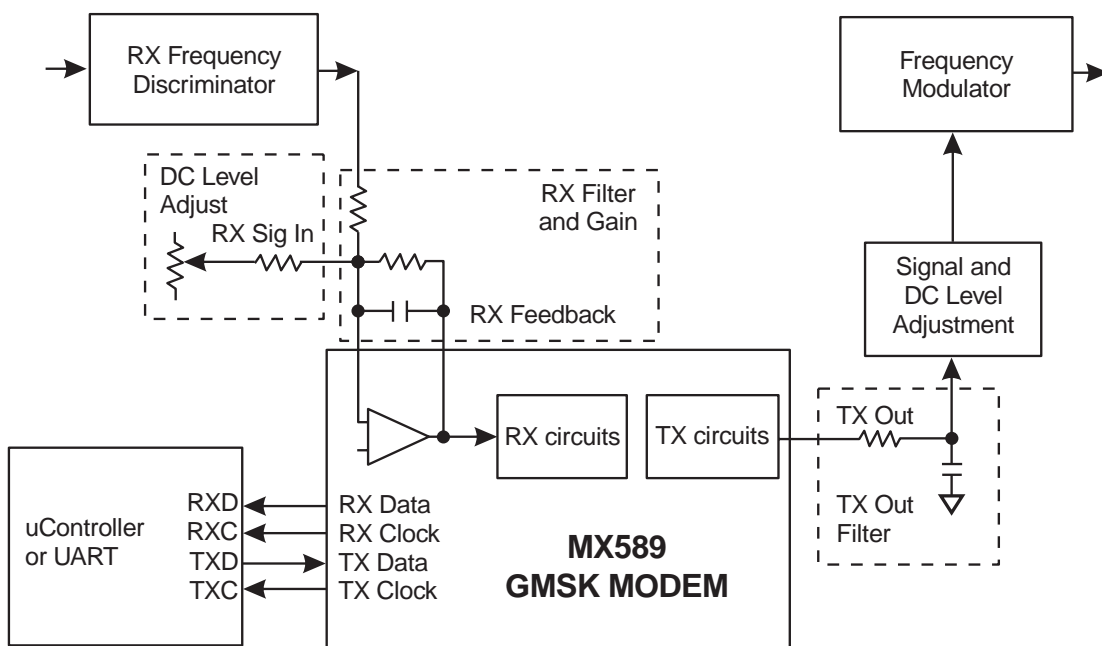 RX Frequency
Discriminator
Frequency
Modulator
DC Level
Adjust
RX Sig In
RX Filter
and Gain
RX Feedback
Signal and
DC Level
Adjustment
RX circuits
TX circuits
TX Out
TX Out
Filter
uController
or UART
RXD
RXC
TXD
TXC
RX Data
RX Clock
TX Data
TX Clock
MX589
GMSK MODEM